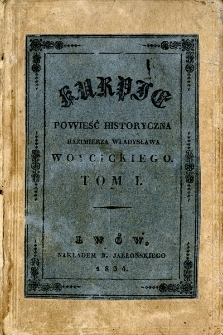 KURPIE
POWIEŚĆ HISTORYCZNA
KAZIMIERZA WŁADYSŁAWA
WOYCICKIEGO.
TOM I.
LWÓW,
NAKŁADEM B. JABŁOŃSKIEGO
1834.